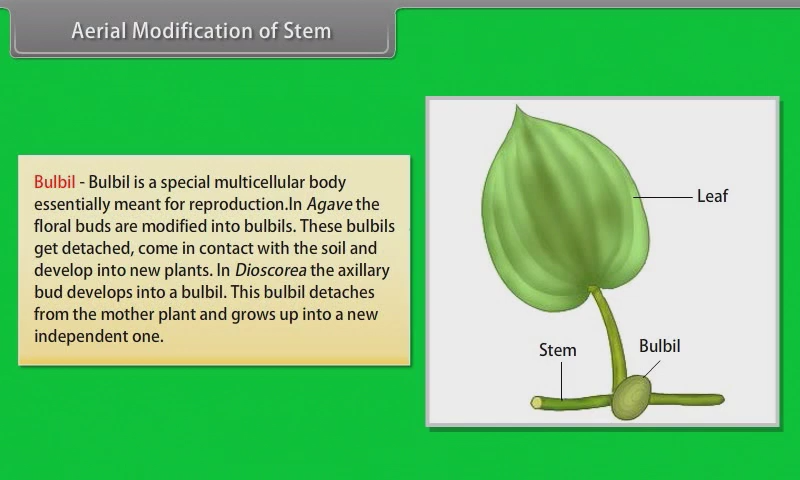 Aerial Modification of Stem
Bulbil - Bulbil is a special multicellular body
essentially meant for reproduction.In Agave the
floral buds are modified into bulbils. These bulbils
get detached, come in contact with the soil and
develop into new plants. In Dioscorea the axillary
bud develops into a bulbil. This bulbil detaches
from the mother plant and grows up into a new
independent one.
Leaf
Stem
Bulbil